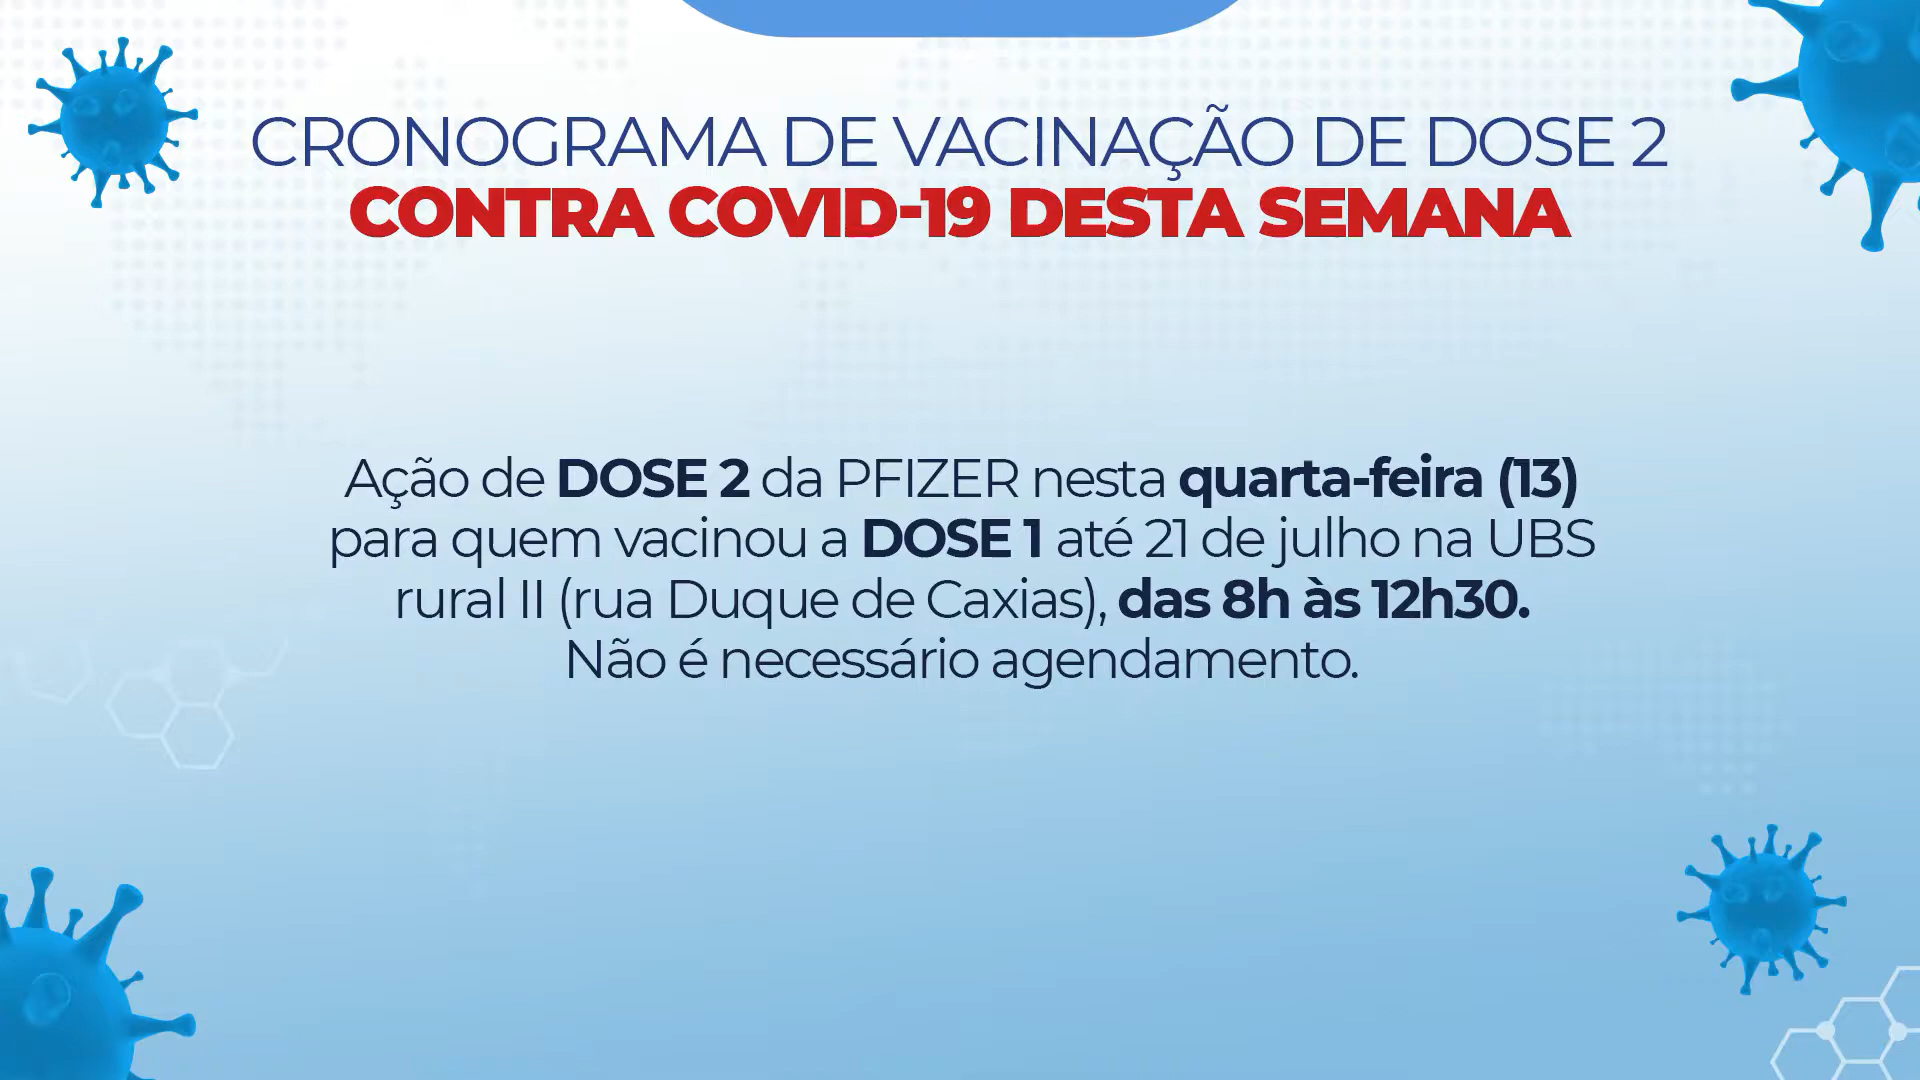 CRONOGRAMA DE VACINAÇÃO DE DOSE 2
CONTRA COVID-19 DESTA SEMANA
Ação de DOSE 2 da PFIZER nesta quarta-feira (13)
para quem vacinou a DOSE 1 até 21 de julho na UBS
rural II (rua Duque de Caxias), das 8h às 12h30.
Não é necessário agendamento.